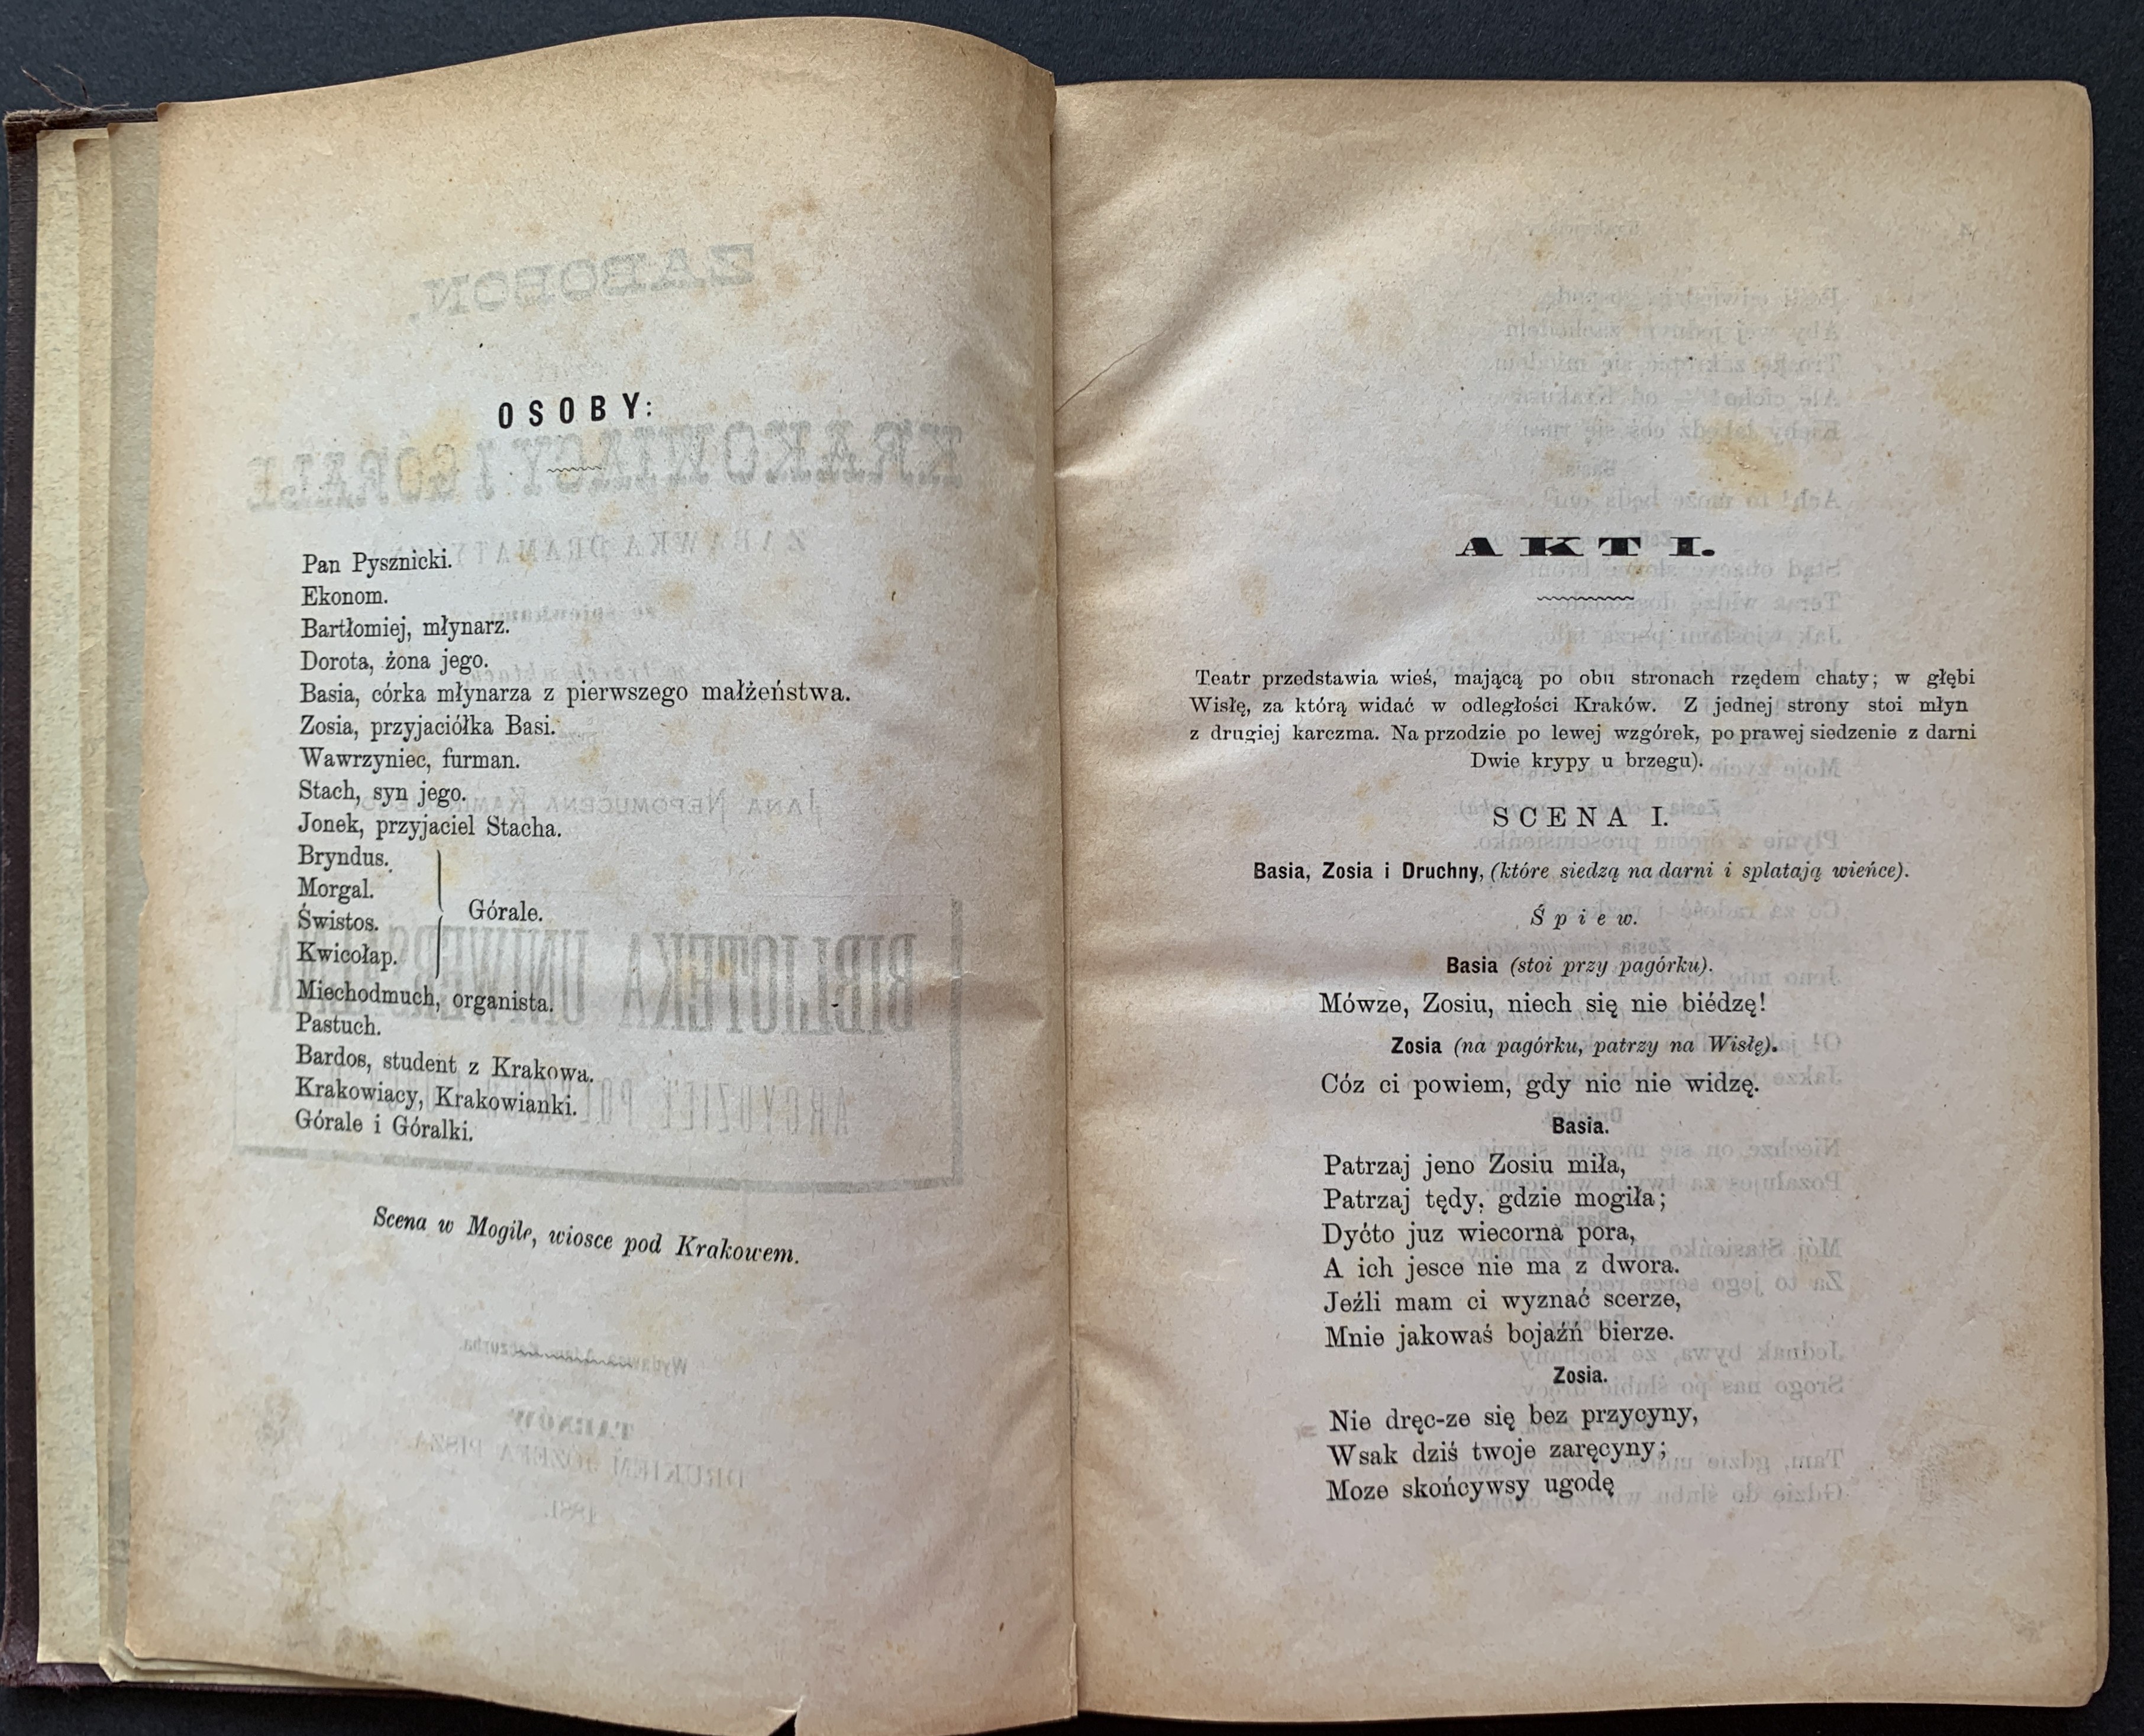 OSOBY:
Pan Pysznicki.
Ekonom.
Bartłomiej, młynarz.
Dorota, żona jego.
Basia, córka młynarza z pierwszego małżeństwa.
Zosia, przyjaciółka Basi.
Wawrzyniec, furman.
Stach, syn jego.
Jonek, przyjaciel Stacha.
Bryndus.
Morgal.
Górale.
Świstos.
Kwicołap.
Miechodmuch, organista.
Pastuch.
Bardos, student z Krakowa.
Krakowiacy, Krakowianki.
Górale i Góralki.
Scena w Mogile, wiosce pod Krakowem.
AKT I.
Teatr przedstawia wieś, mającą po obu stronach rzędem chaty; w głębi
Wisłę, za którą widać w odległości Kraków. Z jednej strony stoi młyn
z drugiej karczma. Na przodzie po lewej wzgórek, po prawej siedzenie z darni
Dwie krypy u brzegu).
SCENA I.
Basia, Zosia i Druchny, (które siedzą na darni i splatają wieńce).
Śpiew.
Basia (stoi przy pagórku).
Mówze, Zosiu, niech się nie biédzę!
Zosia (na pagórku, patrzy na Wisłę).
Cóz ci powiem, gdy nic nie widzę.
Basia.
Patrzaj jeno Zosiu miła,
Patrzaj tędy, gdzie mogiła;
Dyćto juz wiecorna pora,
A ich jesce nie ma z dwora.
Jeźli mam ci wyznać scerze,
Mnie jakowaś bojaźń bierze.
Zosia.
Nie dręc-ze się bez przycyny,
Wsak dziś twoje zaręcyny;
Moze skońcywsy ugodę